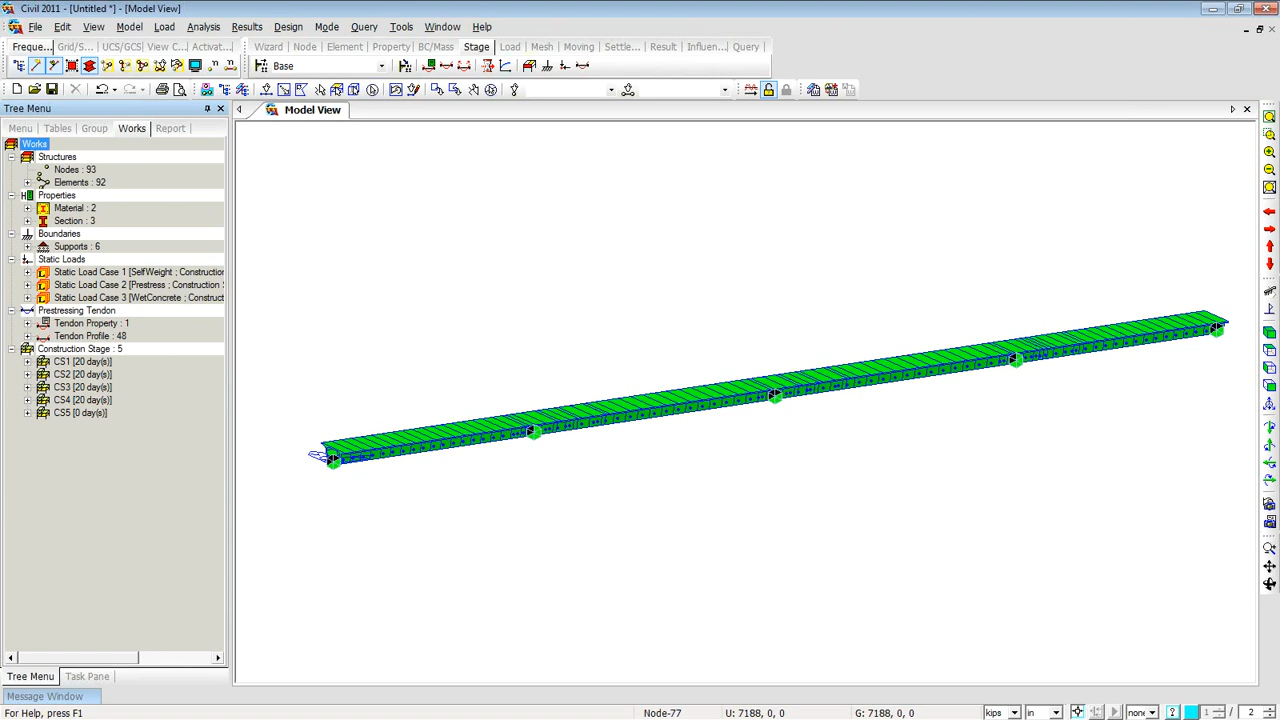 Civil 2011 - [Untitled *] - [Model View]
File Edit View Model Load Analysis Results Design Mode Query Tools Window Help
Freque... Grid/S... UCS/GCS View C... Activat... Wizard Node Element Property BC/Mass Stage Load Mesh Moving Settle... Result Influen... Query
Base
Tree Menu
Model View
Menu Tables Group Works Report
Works
Structures
Nodes : 93
Elements : 92
Properties
Material : 2
Section : 3
Boundaries
Supports : 6
Static Loads
Static Load Case 1 [SelfWeight ; Construction
Static Load Case 2 [Prestress ; Construction S
Static Load Case 3 [WetConcrete ; Construct
Prestressing Tendon
Tendon Property : 1
Tendon Profile : 48
Construction Stage : 5
CS1 [20 day(s)]
CS2 [20 day(s)]
CS3 [20 day(s)]
CS4 [20 day(s)]
CS5 [0 day(s)]
Tree Menu Task Pane
Message Window
For Help, press F1 Node-77 U: 7188, 0, 0 G: 7188, 0, 0 kips in none ? 1 / 2